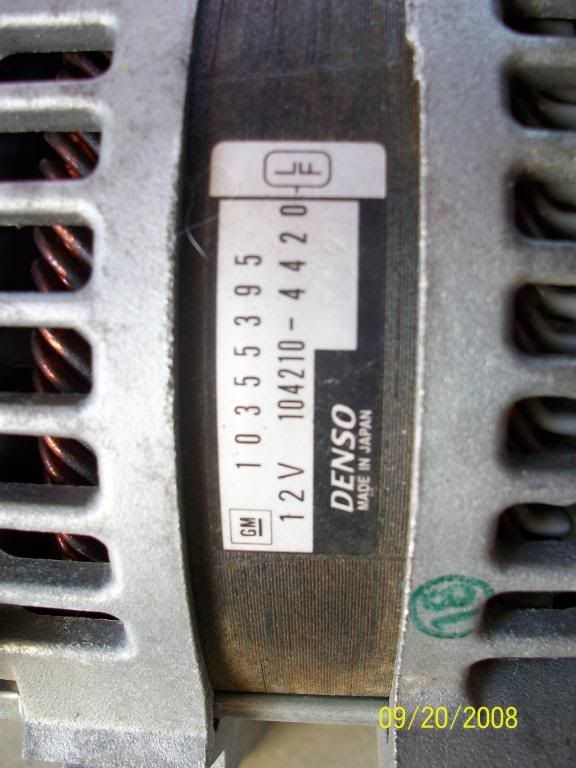 LF
GM 10355395
12V 104210-4420
DENSO
MADE IN JAPAN
09/20/2008